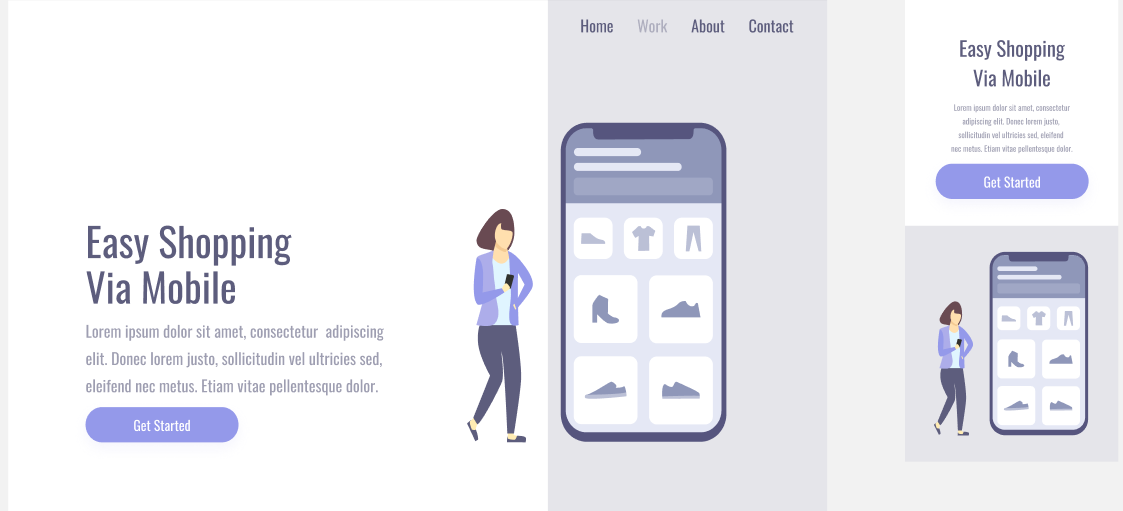 Home Work About Contact
Easy Shopping
Via Mobile
Lorem ipsum dolor sit amet, consectetur adipiscing
elit. Donec lorem justo, sollicitudin vel ultricies sed,
eleifend nec metus. Etiam vitae pellentesque dolor.
Get Started
Easy Shopping
Via Mobile
Lorem ipsum dolor sit amet, consectetur
adipiscing elit. Donec lorem justo,
sollicitudin vel ultricies sed, eleifend
nec metus. Etiam vitae pellentesque dolor.
Get Started